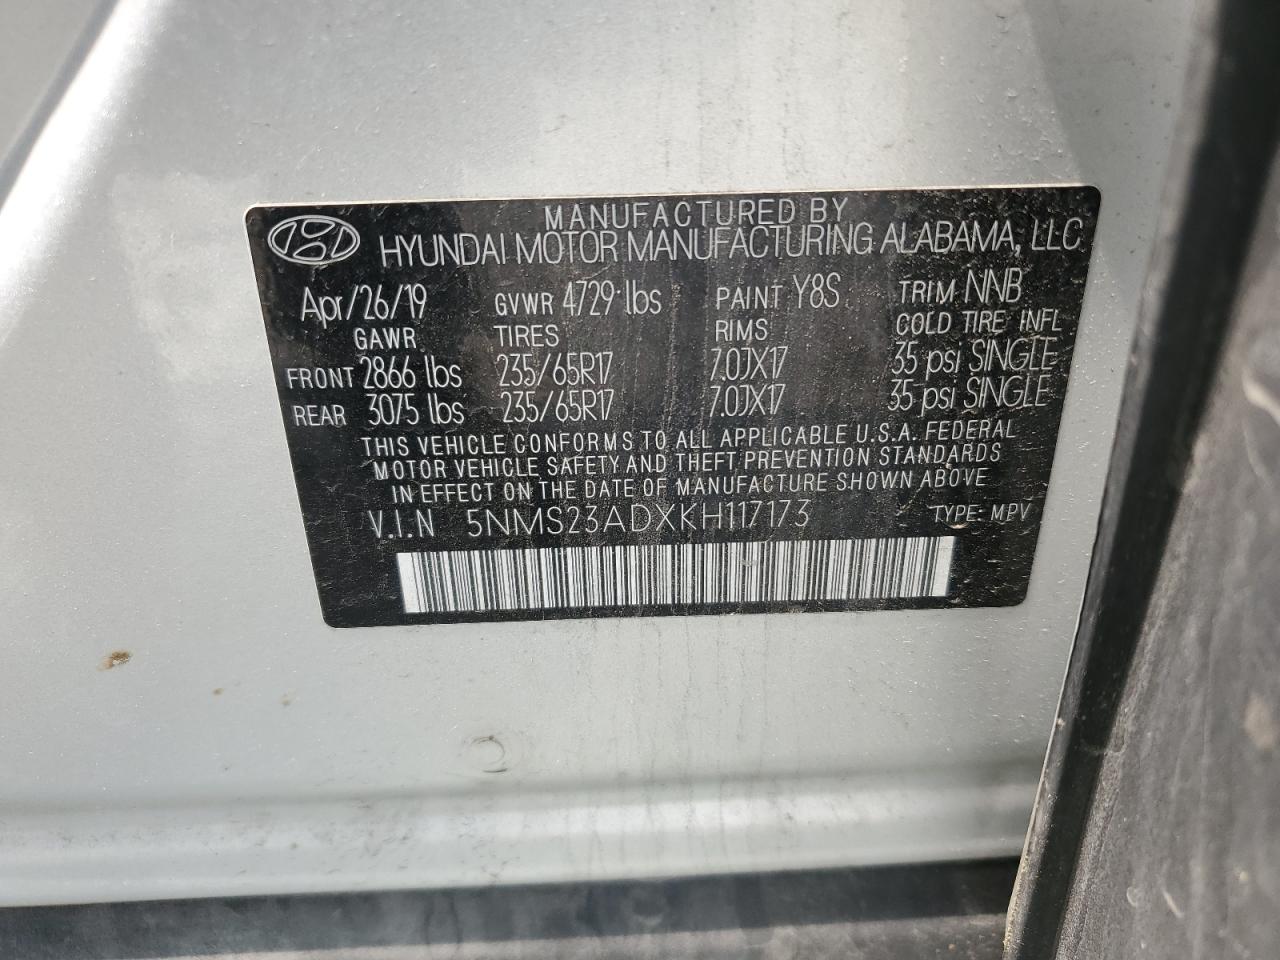 MANUFACTURED BY
HYUNDAI MOTOR MANUFACTURING ALABAMA, LLC
Apr/26/19 GVWR 4729 lbs PAINT Y8S TRIM NNB
GAWR TIRES RIMS COLD TIRE INFL
FRONT 2866 lbs 235/65R17 7.0JX17 35 psi SINGLE
REAR 3075 lbs 235/65R17 7.0JX17 35 psi SINGLE
THIS VEHICLE CONFORMS TO ALL APPLICABLE U.S.A. FEDERAL
MOTOR VEHICLE SAFETY AND THEFT PREVENTION STANDARDS
IN EFFECT ON THE DATE OF MANUFACTURE SHOWN ABOVE
V.I.N 5NMS23ADXKH117173 TYPE: MPV